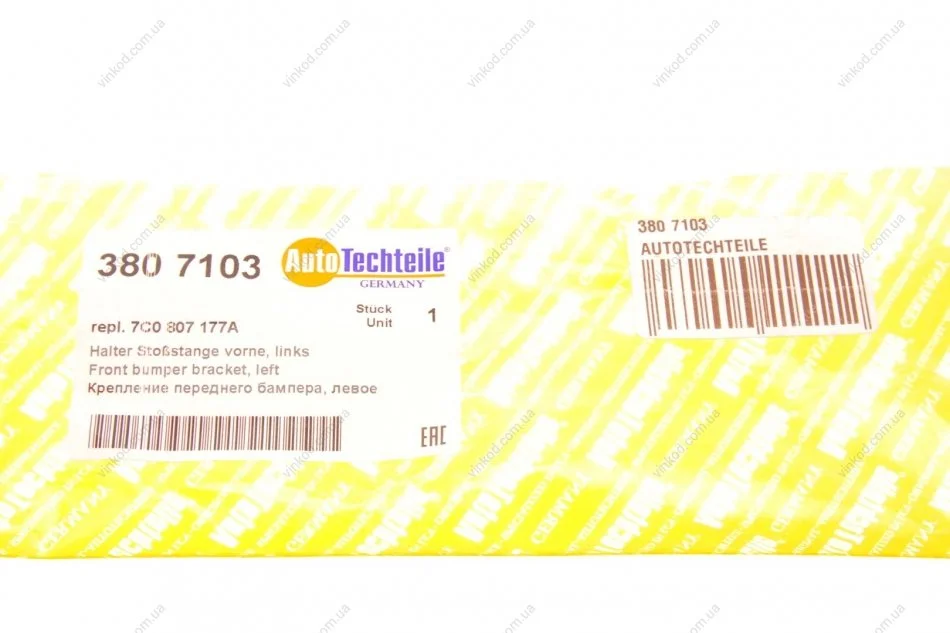 380 7103
AutoTechteile®
GERMANY
Stück
Unit
1
repl. 7C0 807 177A
Halter Stoßstange vorne, links
Front bumper bracket, left
Крепление переднего бампера, левое
EAC
380 7103
AUTOTECHTEILE
vinkod.com.ua